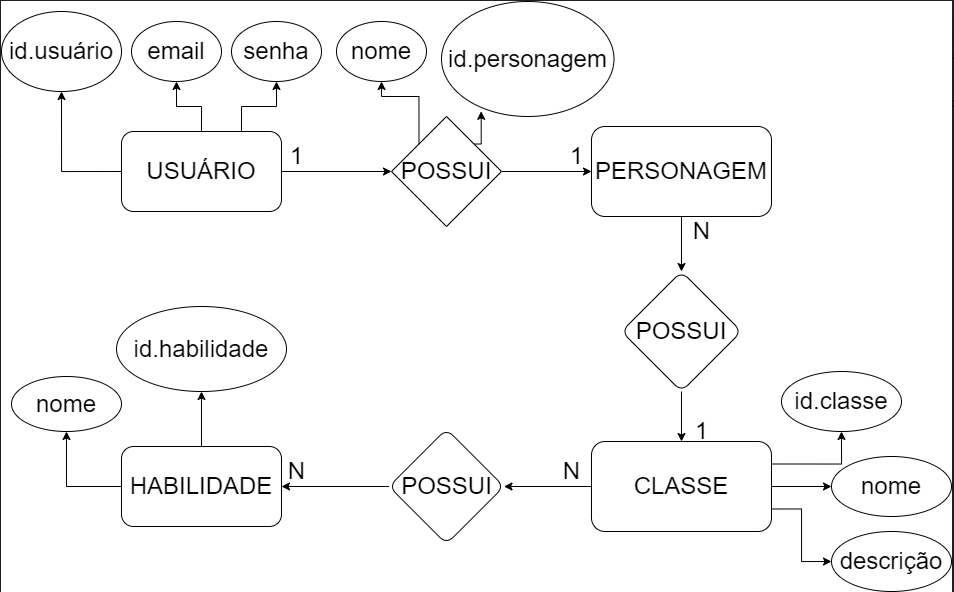 id.usuário
email
senha
nome
id.personagem
USUÁRIO
1
POSSUI
1
PERSONAGEM
N
POSSUI
1
id.habilidade
nome
id.classe
HABILIDADE
N
POSSUI
N
CLASSE
nome
descrição